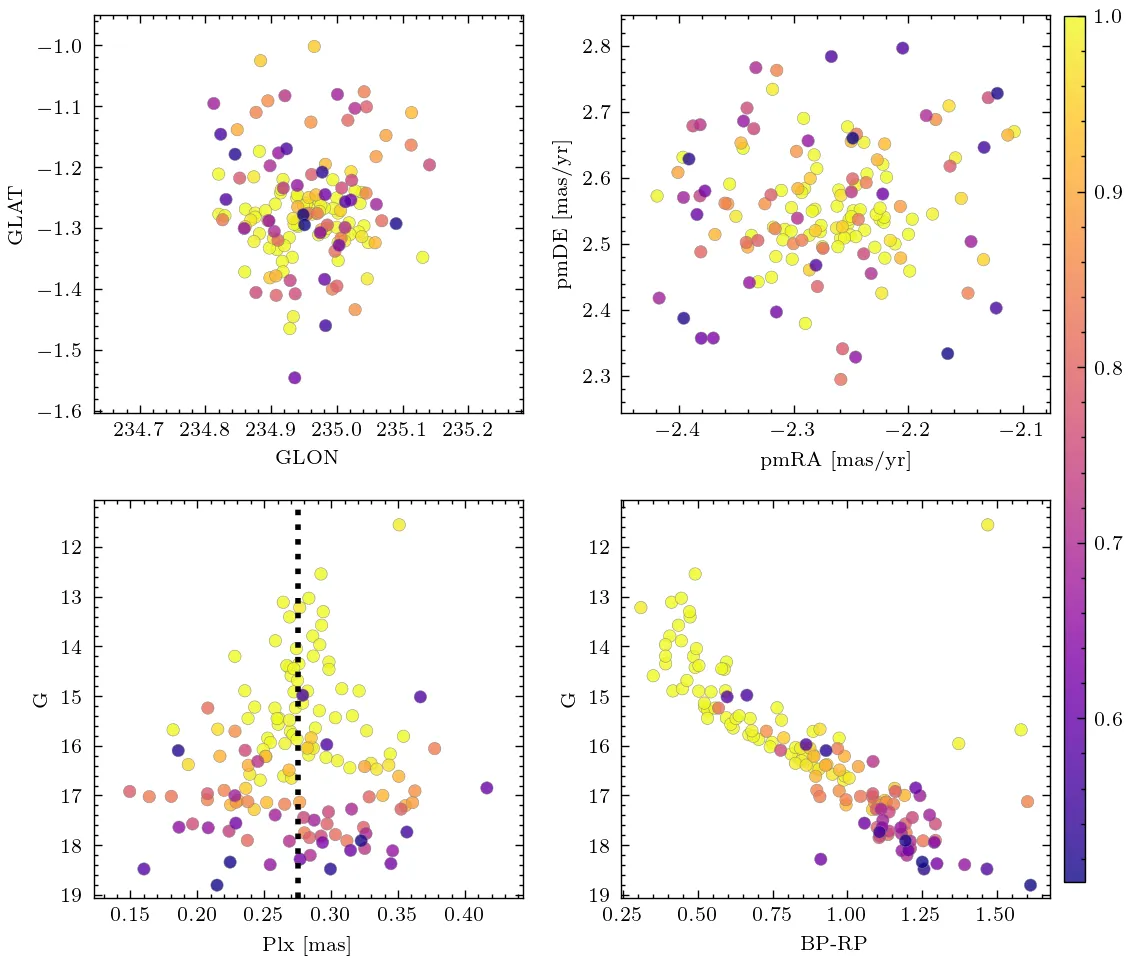 −1.0
−1.1
−1.2
−1.3
−1.4
−1.5
−1.6
GLAT
234.7 234.8 234.9 235.0 235.1 235.2
GLON
2.8
2.7
2.6
2.5
2.4
2.3
pmDE [mas/yr]
−2.4 −2.3 −2.2 −2.1
pmRA [mas/yr]
1.0
0.9
0.8
0.7
0.6
12
13
14
15
16
17
18
19
G
0.15 0.20 0.25 0.30 0.35 0.40
Plx [mas]
12
13
14
15
16
17
18
19
G
0.25 0.50 0.75 1.00 1.25 1.50
BP-RP